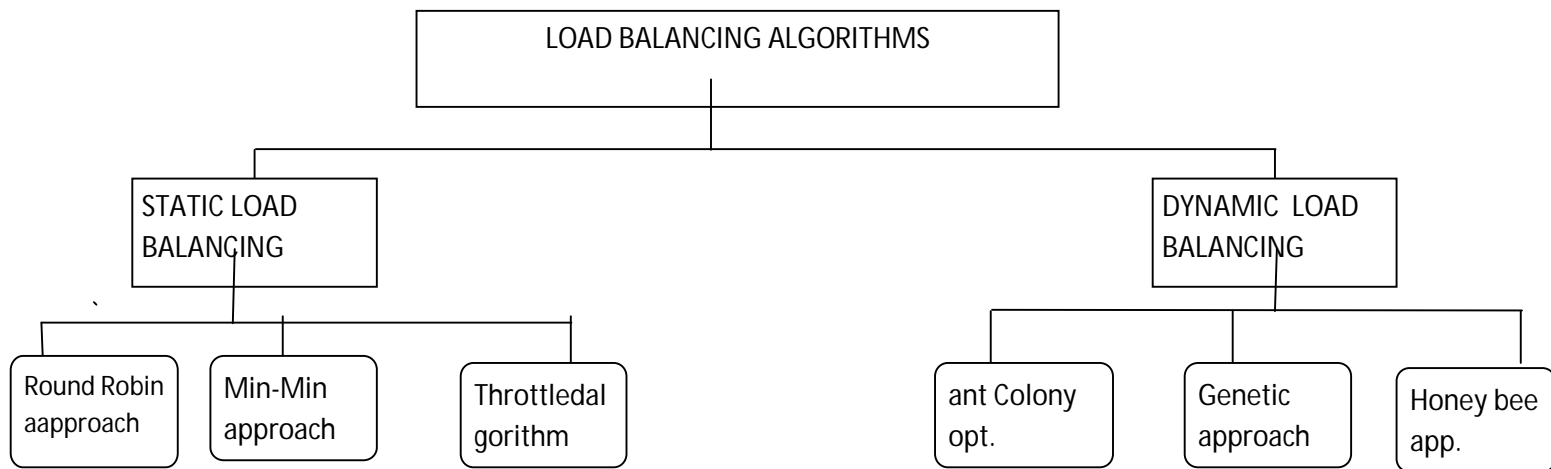 LOAD BALANCING ALGORITHMS
STATIC LOAD
BALANCING
DYNAMIC LOAD
BALANCING
Round Robin
aapproach
Min-Min
approach
Throttledal
gorithm
ant Colony
opt.
Genetic
approach
Honey bee
app.